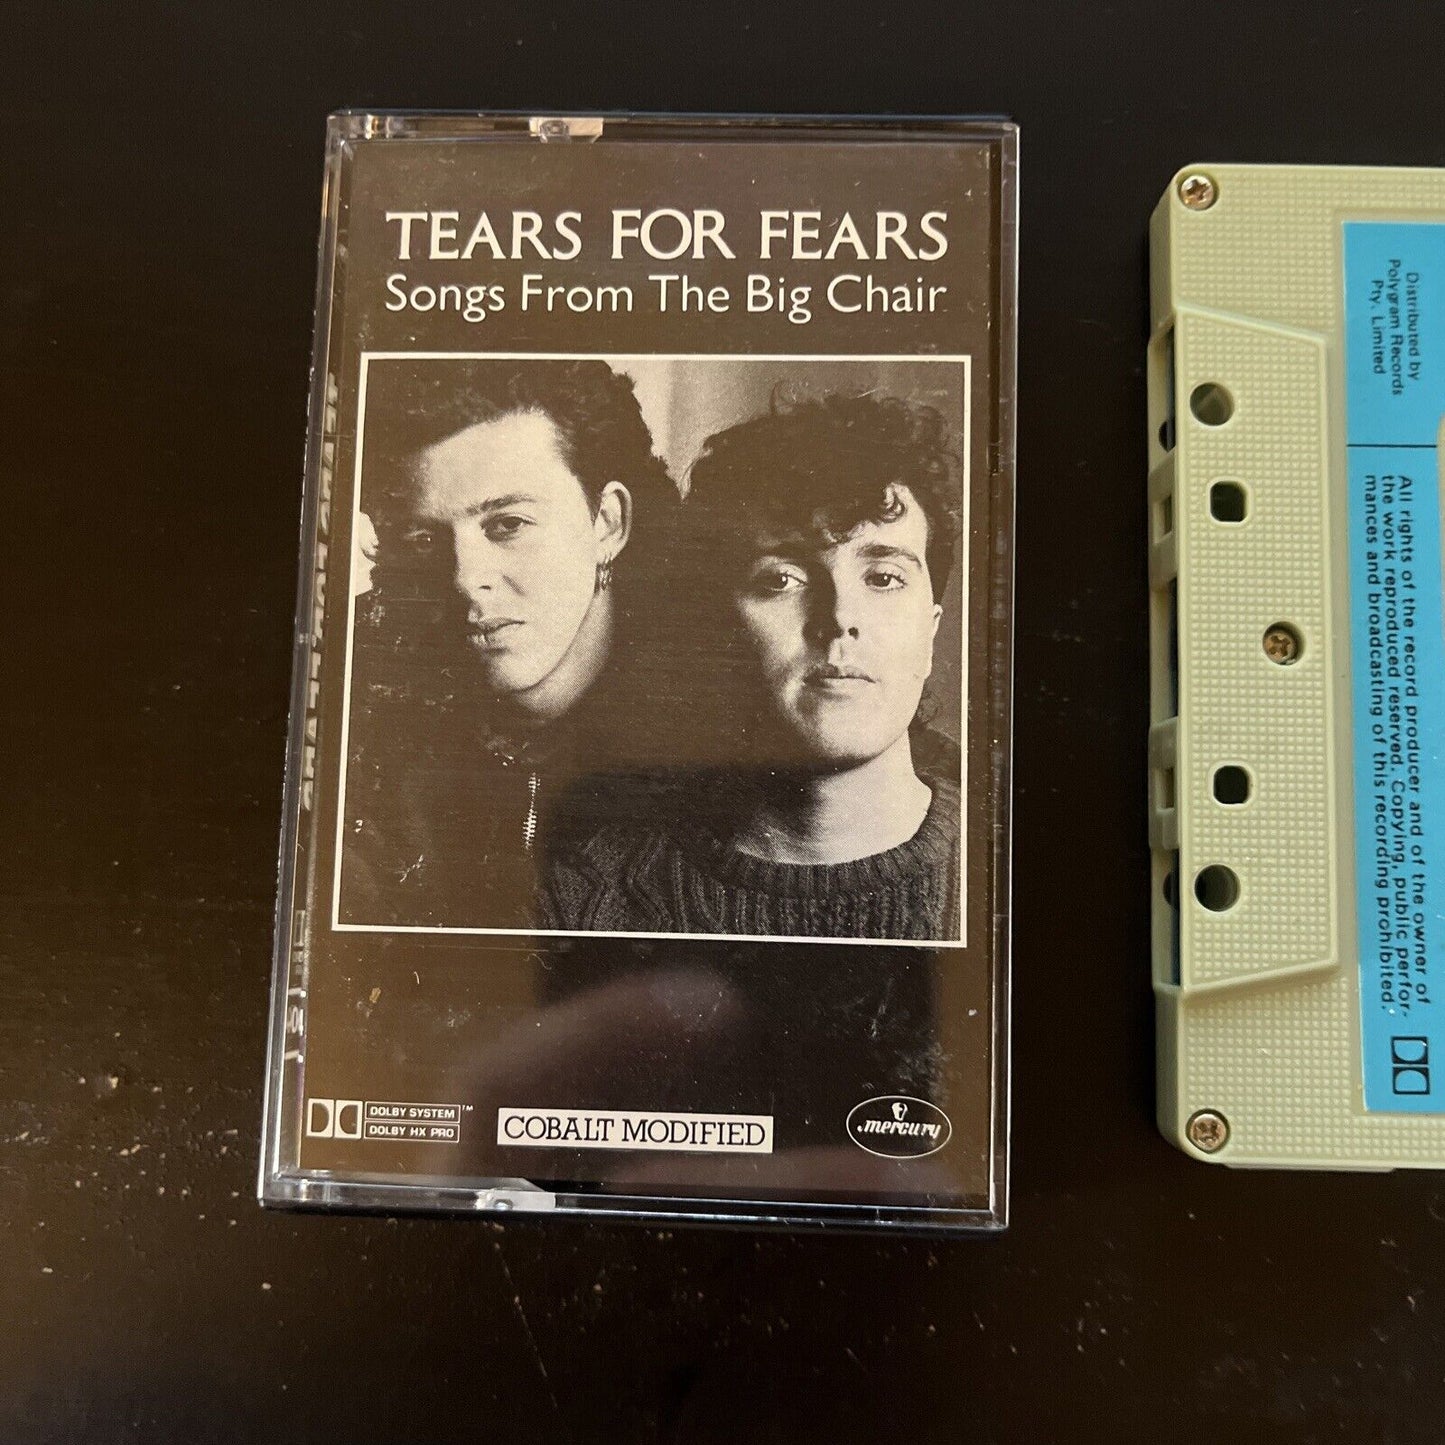 TEARS FOR FEARS
Songs From The Big Chair
DOLBY SYSTEM™
DOLBY HX PRO
COBALT MODIFIED
mercury
Distributed by
Polygram Records
Pty. Limited
All rights of the record producer and of the owner of
the work reproduced reserved. Copying, public perfor-
mances and broadcasting of this recording prohibited.